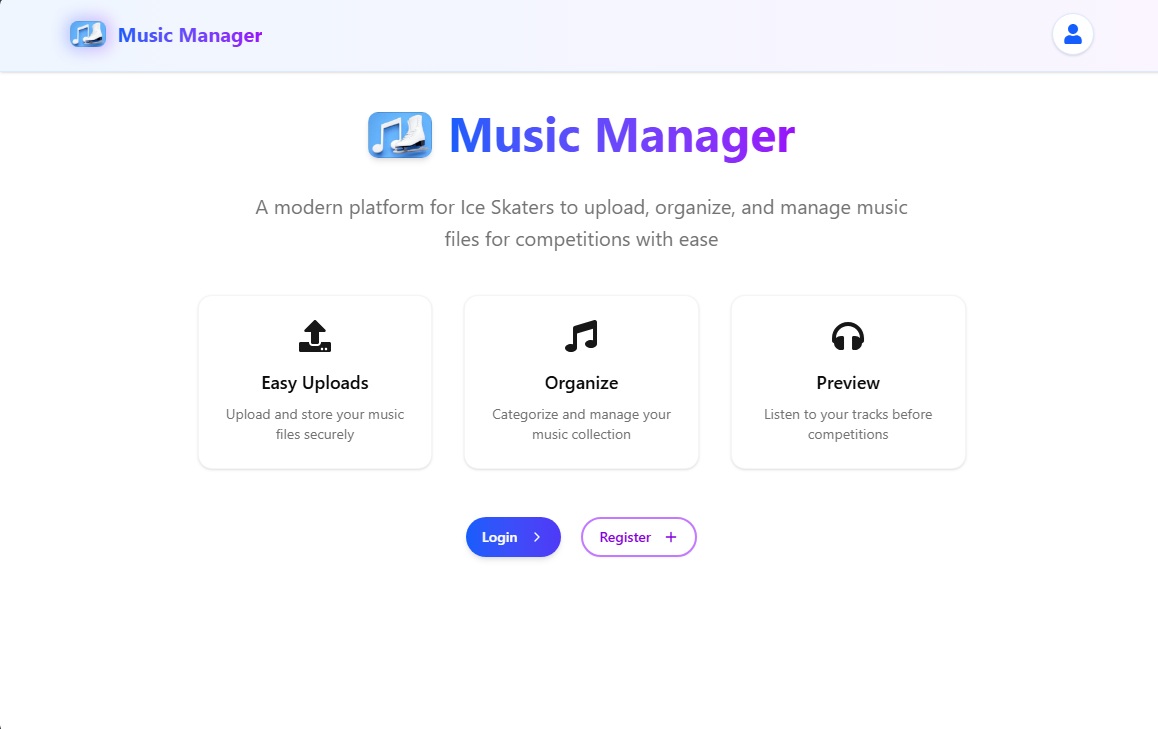 Music Manager
Music Manager
A modern platform for Ice Skaters to upload, organize, and manage music
files for competitions with ease
Easy Uploads
Upload and store your music
files securely
Organize
Categorize and manage your
music collection
Preview
Listen to your tracks before
competitions
Login
Register